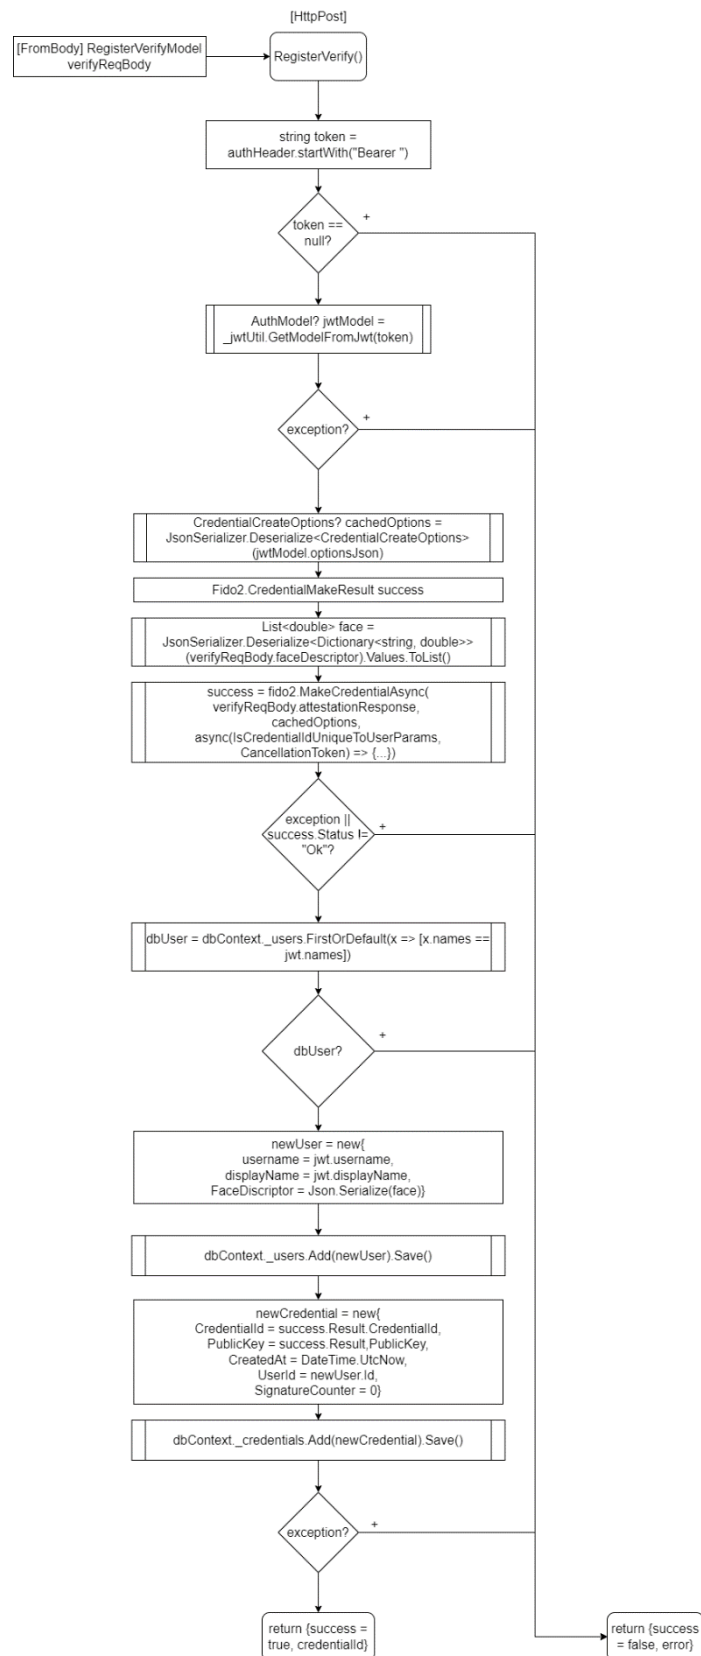 [HttpPost]
[FromBody] RegisterVerifyModel
verifyReqBody
RegisterVerify()
string token =
authHeader.startWith("Bearer ")
token ==
null?
+
AuthModel? jwtModel =
_jwtUtil.GetModelFromJwt(token)
exception?
+
CredentialCreateOptions? cachedOptions =
JsonSerializer.Deserialize<CredentialCreateOptions>
(jwtModel.optionsJson)
Fido2.CredentialMakeResult success
List<double> face =
JsonSerializer.Deserialize<Dictionary<string, double>>
(verifyReqBody.faceDescriptor).Values.ToList()
success = fido2.MakeCredentialAsync(
verifyReqBody.attestationResponse,
cachedOptions,
async(IsCredentialIdUniqueToUserParams,
CancellationToken) => {...})
exception ||
success.Status !=
"Ok"?
+
dbUser = dbContext._users.FirstOrDefault(x => [x.names ==
jwt.names])
dbUser?
+
newUser = new{
username = jwt.username,
displayName = jwt.displayName,
FaceDiscriptor = Json.Serialize(face)}
dbContext._users.Add(newUser).Save()
newCredential = new{
CredentialId = success.Result.CredentialId,
PublicKey = success.Result,PublicKey,
CreatedAt = DateTime.UtcNow,
UserId = newUser.Id,
SignatureCounter = 0}
dbContext._credentials.Add(newCredential).Save()
exception?
+
return {success =
true, credentialId}
return {success
= false, error}